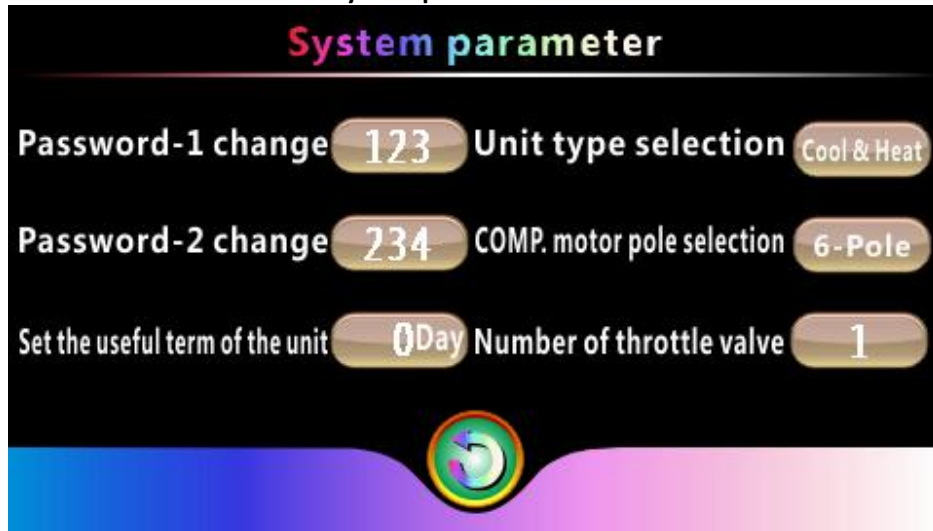 System parameter
Password-1 change 123 Unit type selection Cool & Heat
Password-2 change 234 COMP. motor pole selection 6-Pole
Set the useful term of the unit 0Day Number of throttle valve 1